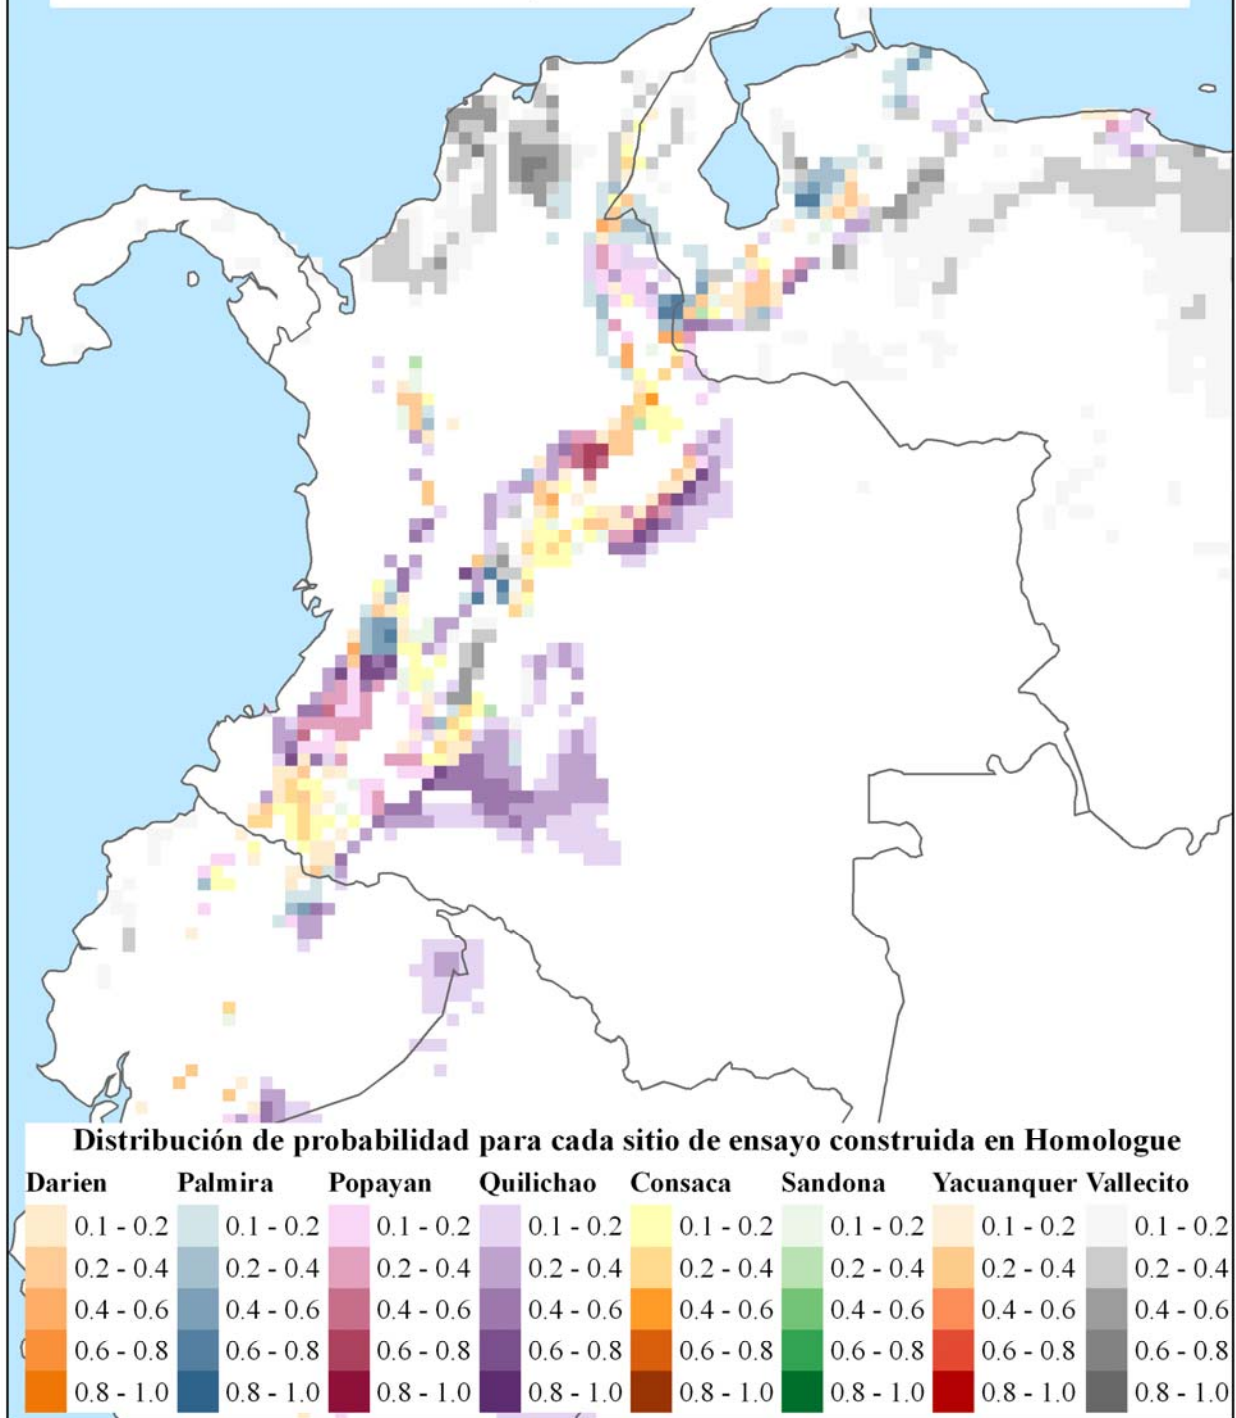 Distribución de probabilidad para cada sitio de ensayo construida en Homologue
Darien Palmira Popayan Quilichao Consaca Sandona Yacuanquer Vallecito
0.1 - 0.2 0.1 - 0.2 0.1 - 0.2 0.1 - 0.2 0.1 - 0.2 0.1 - 0.2 0.1 - 0.2 0.1 - 0.2
0.2 - 0.4 0.2 - 0.4 0.2 - 0.4 0.2 - 0.4 0.2 - 0.4 0.2 - 0.4 0.2 - 0.4 0.2 - 0.4
0.4 - 0.6 0.4 - 0.6 0.4 - 0.6 0.4 - 0.6 0.4 - 0.6 0.4 - 0.6 0.4 - 0.6 0.4 - 0.6
0.6 - 0.8 0.6 - 0.8 0.6 - 0.8 0.6 - 0.8 0.6 - 0.8 0.6 - 0.8 0.6 - 0.8 0.6 - 0.8
0.8 - 1.0 0.8 - 1.0 0.8 - 1.0 0.8 - 1.0 0.8 - 1.0 0.8 - 1.0 0.8 - 1.0 0.8 - 1.0